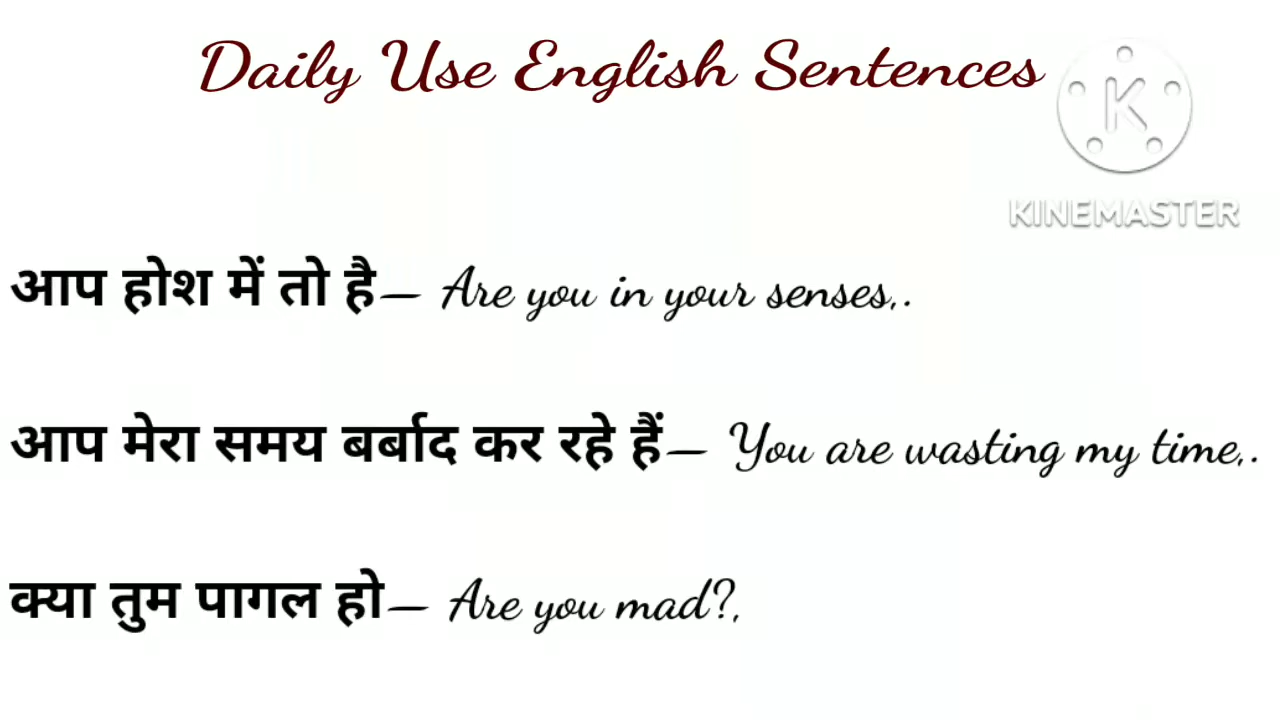 Daily Use English Sentences
K
KINEMASTER
आप होश में तो है— Are you in your senses,.
आप मेरा समय बर्बाद कर रहे हैं— You are wasting my time,.
क्या तुम पागल हो— Are you mad?,